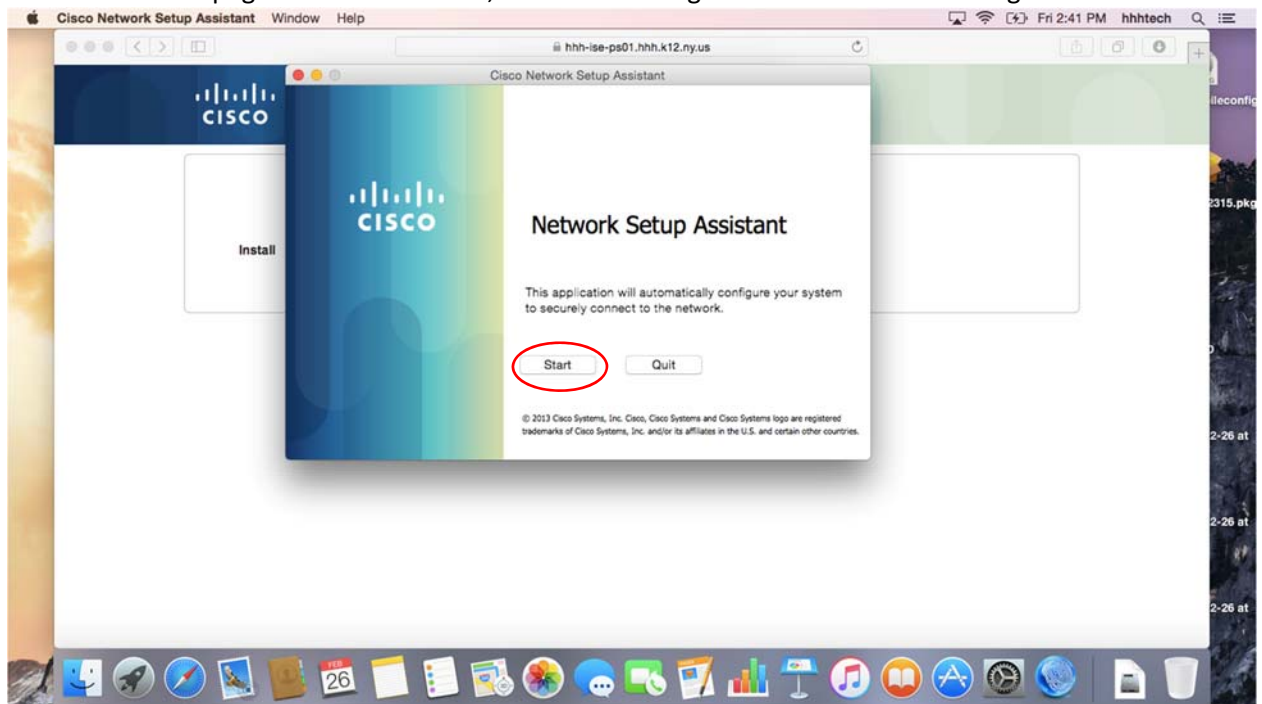 Cisco Network Setup Assistant Window Help Fri 2:41 PM hhhtech
hhh-ise-ps01.hhh.k12.ny.us
Cisco Network Setup Assistant
CISCO
ileconfig
CISCO
2315.pkg
Network Setup Assistant
Install
This application will automatically configure your system
to securely connect to the network.
Start Quit
© 2013 Cisco Systems, Inc. Cisco, Cisco Systems and Cisco Systems logo are registered
trademarks of Cisco Systems, Inc. and/or its affiliates in the U.S. and certain other countries.
2-26 at
2-26 at
2-26 at
FEB
26